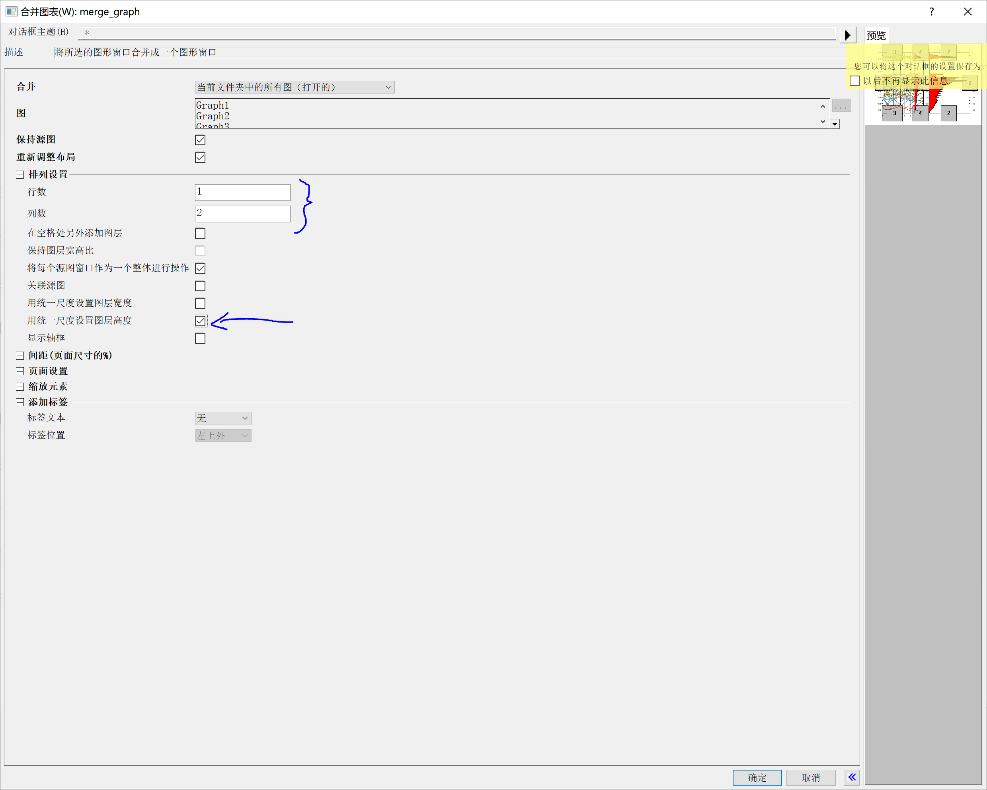 合并图表(W): merge_graph
?
对话框主题(H) *
描述 将所选的图形窗口合并成一个图形窗口
合并 当前文件夹中的所有图(打开的)
图 Graph1
Graph2
Graph3
...
保持源图
重新调整布局
排列设置
行数 1
列数 2
在空格处另外添加图层
保持图层宽高比
将每个源图窗口作为一个整体进行操作
关联源图
用统一尺度设置图层宽度
用统一尺度设置图层高度
显示轴框
间距(页面尺寸的%)
页面设置
缩放元素
添加标签
标签文本 无
标签位置 左上外
确定 取消
预览
您可以将这个对话框的设置保存为
以后不再显示此信息。
3 4 2